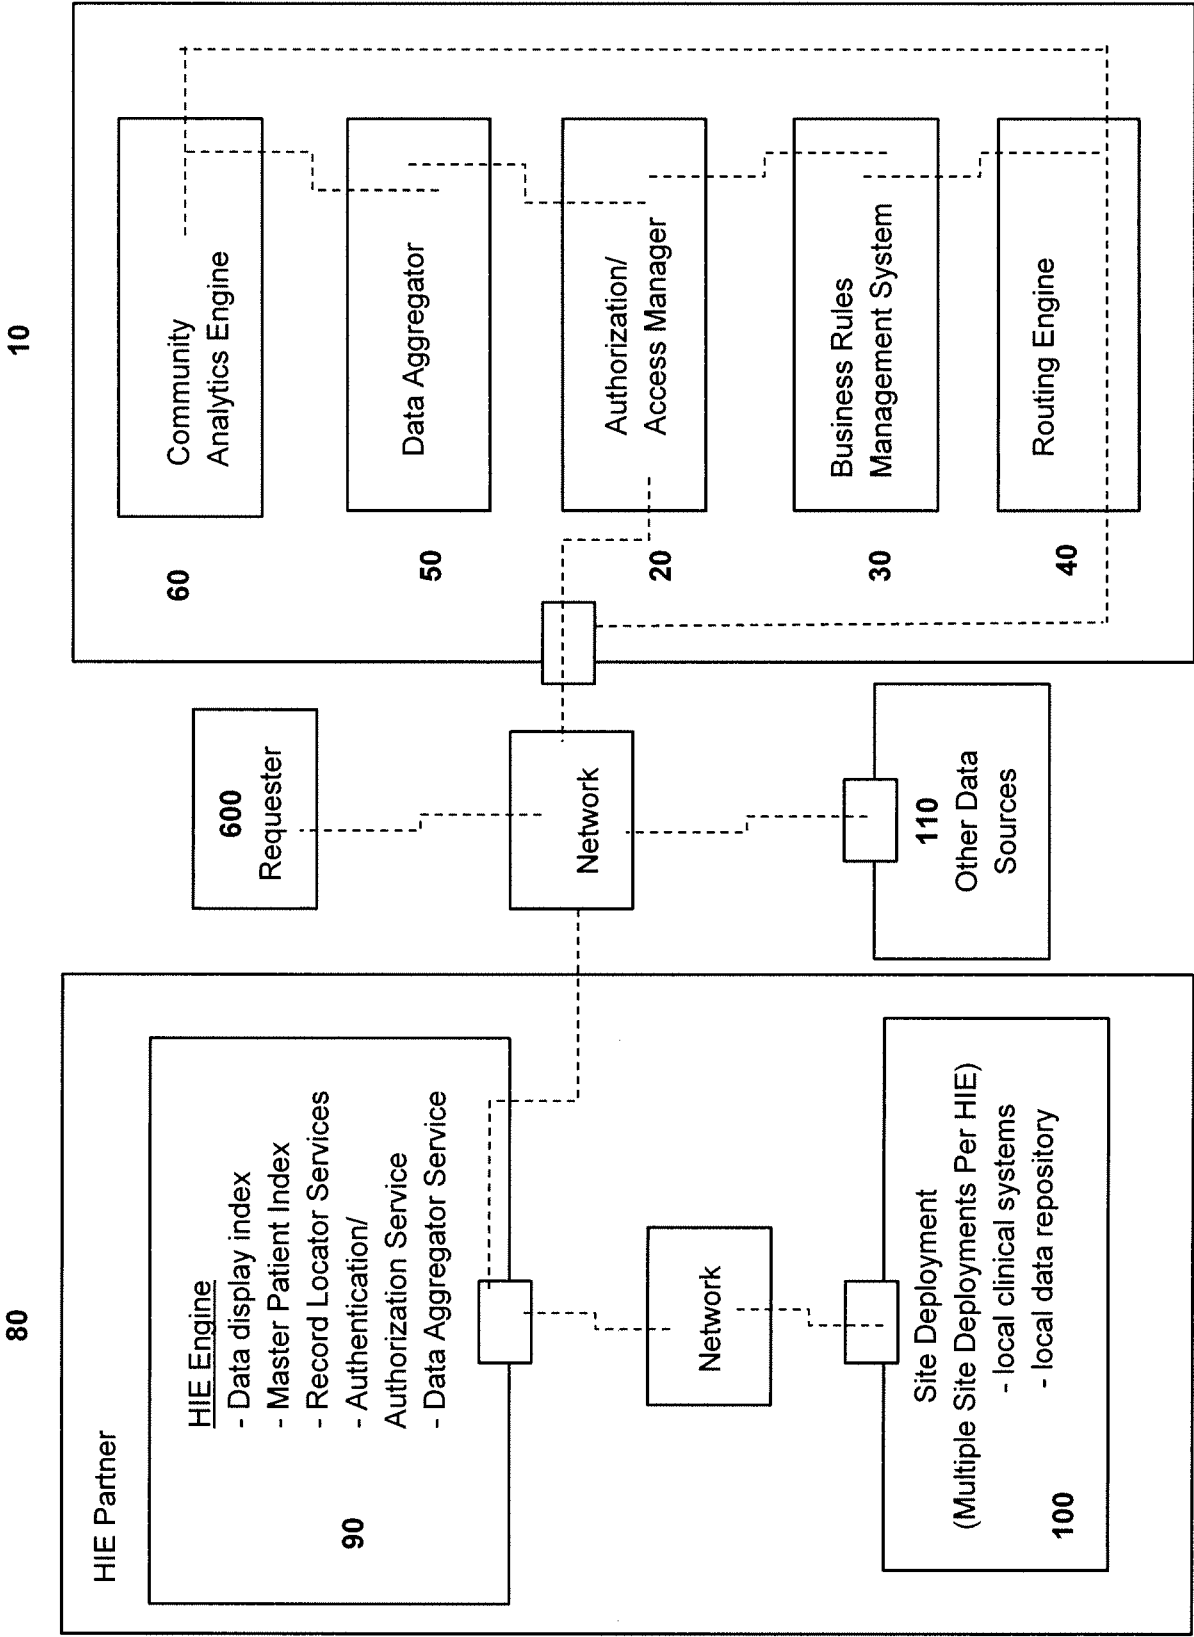 80
10
HIE Partner
HIE Engine
- Data display index
- Master Patient Index
- Record Locator Services
- Authentication/
Authorization Service
- Data Aggregator Service
90
Network
Site Deployment
(Multiple Site Deployments Per HIE)
- local clinical systems
- local data repository
100
600
Requester
Network
110
Other Data
Sources
60
Community
Analytics Engine
50
Data Aggregator
20
Authorization/
Access Manager
30
Business Rules
Management System
40
Routing Engine